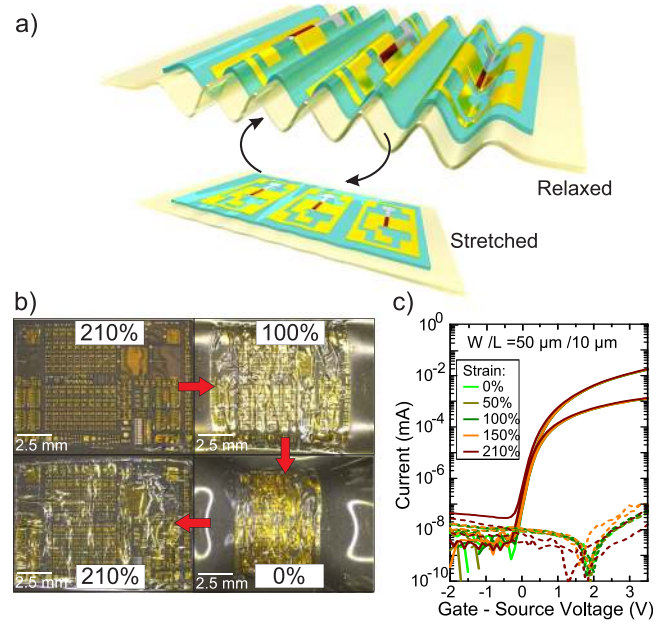 a)
Relaxed
Stretched
b)
210%
100%
2.5 mm
2.5 mm
210%
0%
2.5 mm
2.5 mm
c)
W /L =50 µm /10 µm
Strain:
0%
50%
100%
150%
210%
Current (mA)
10⁰
10⁻²
10⁻⁴
10⁻⁶
10⁻⁸
10⁻¹⁰
-2 -1 0 1 2 3
Gate - Source Voltage (V)